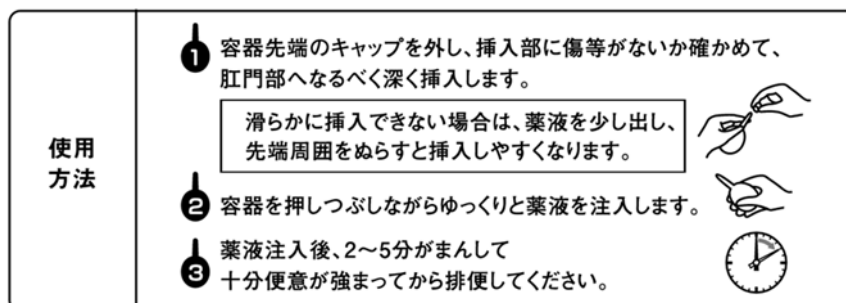 使用
方法
1 容器先端のキャップを外し、挿入部に傷等がないか確かめて、
肛門部へなるべく深く挿入します。
滑らかに挿入できない場合は、薬液を少し出し、
先端周囲をぬらすと挿入しやすくなります。
2 容器を押しつぶしながらゆっくりと薬液を注入します。
3 薬液注入後、2～5分がまんして
十分便意が強まってから排便してください。